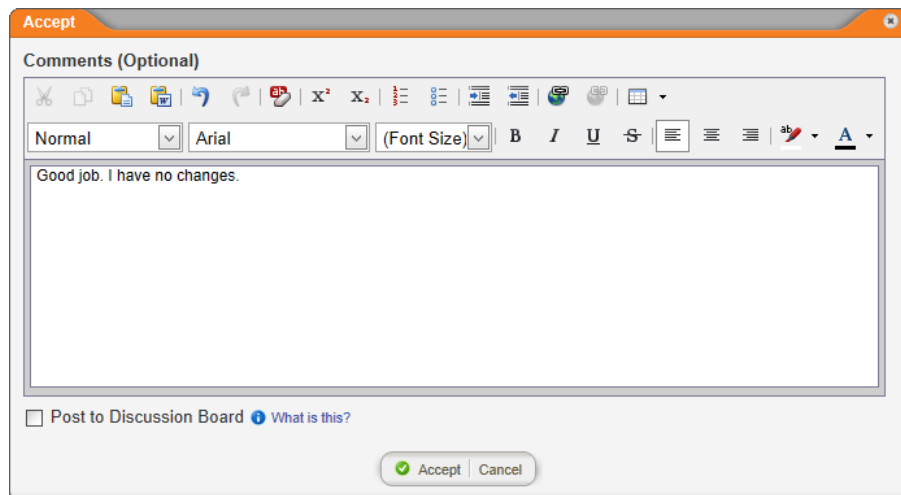 Accept
Comments (Optional)
Normal Arial (Font Size) B I U S ab A
Good job. I have no changes.
Post to Discussion Board What is this?
Accept Cancel